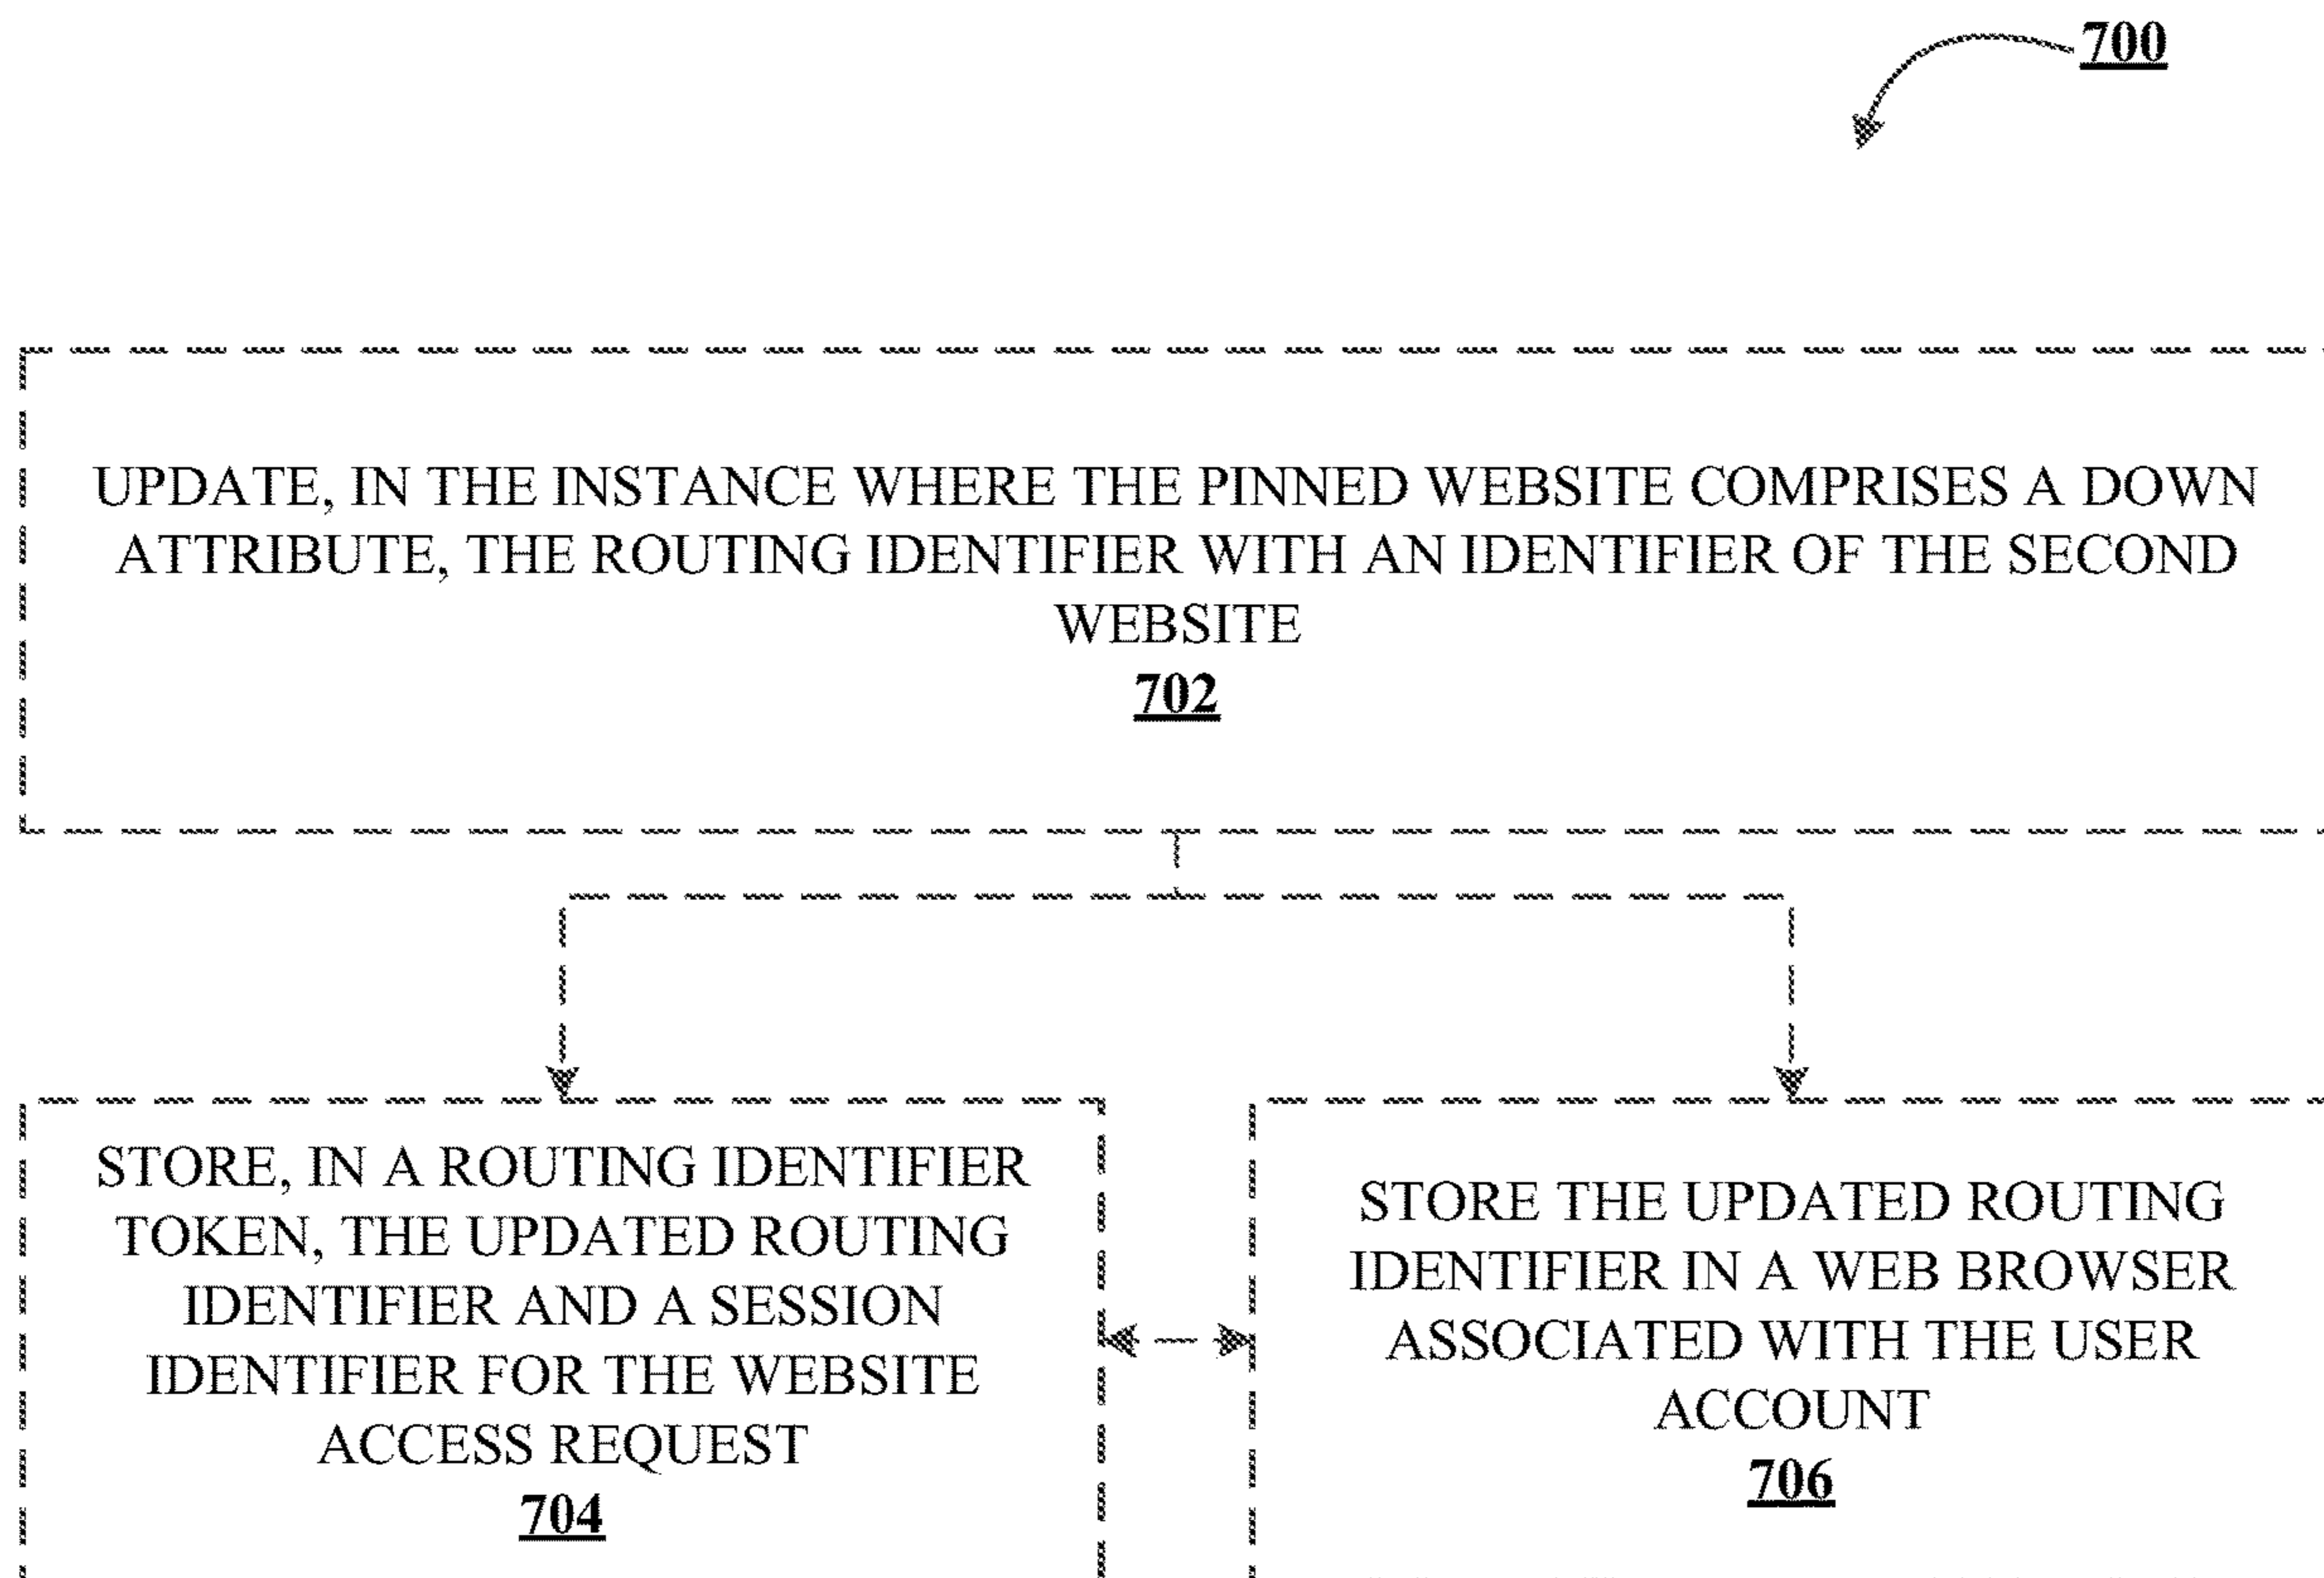 700
UPDATE, IN THE INSTANCE WHERE THE PINNED WEBSITE COMPRISES A DOWN
ATTRIBUTE, THE ROUTING IDENTIFIER WITH AN IDENTIFIER OF THE SECOND
WEBSITE
702
STORE, IN A ROUTING IDENTIFIER
TOKEN, THE UPDATED ROUTING
IDENTIFIER AND A SESSION
IDENTIFIER FOR THE WEBSITE
ACCESS REQUEST
704
STORE THE UPDATED ROUTING
IDENTIFIER IN A WEB BROWSER
ASSOCIATED WITH THE USER
ACCOUNT
706